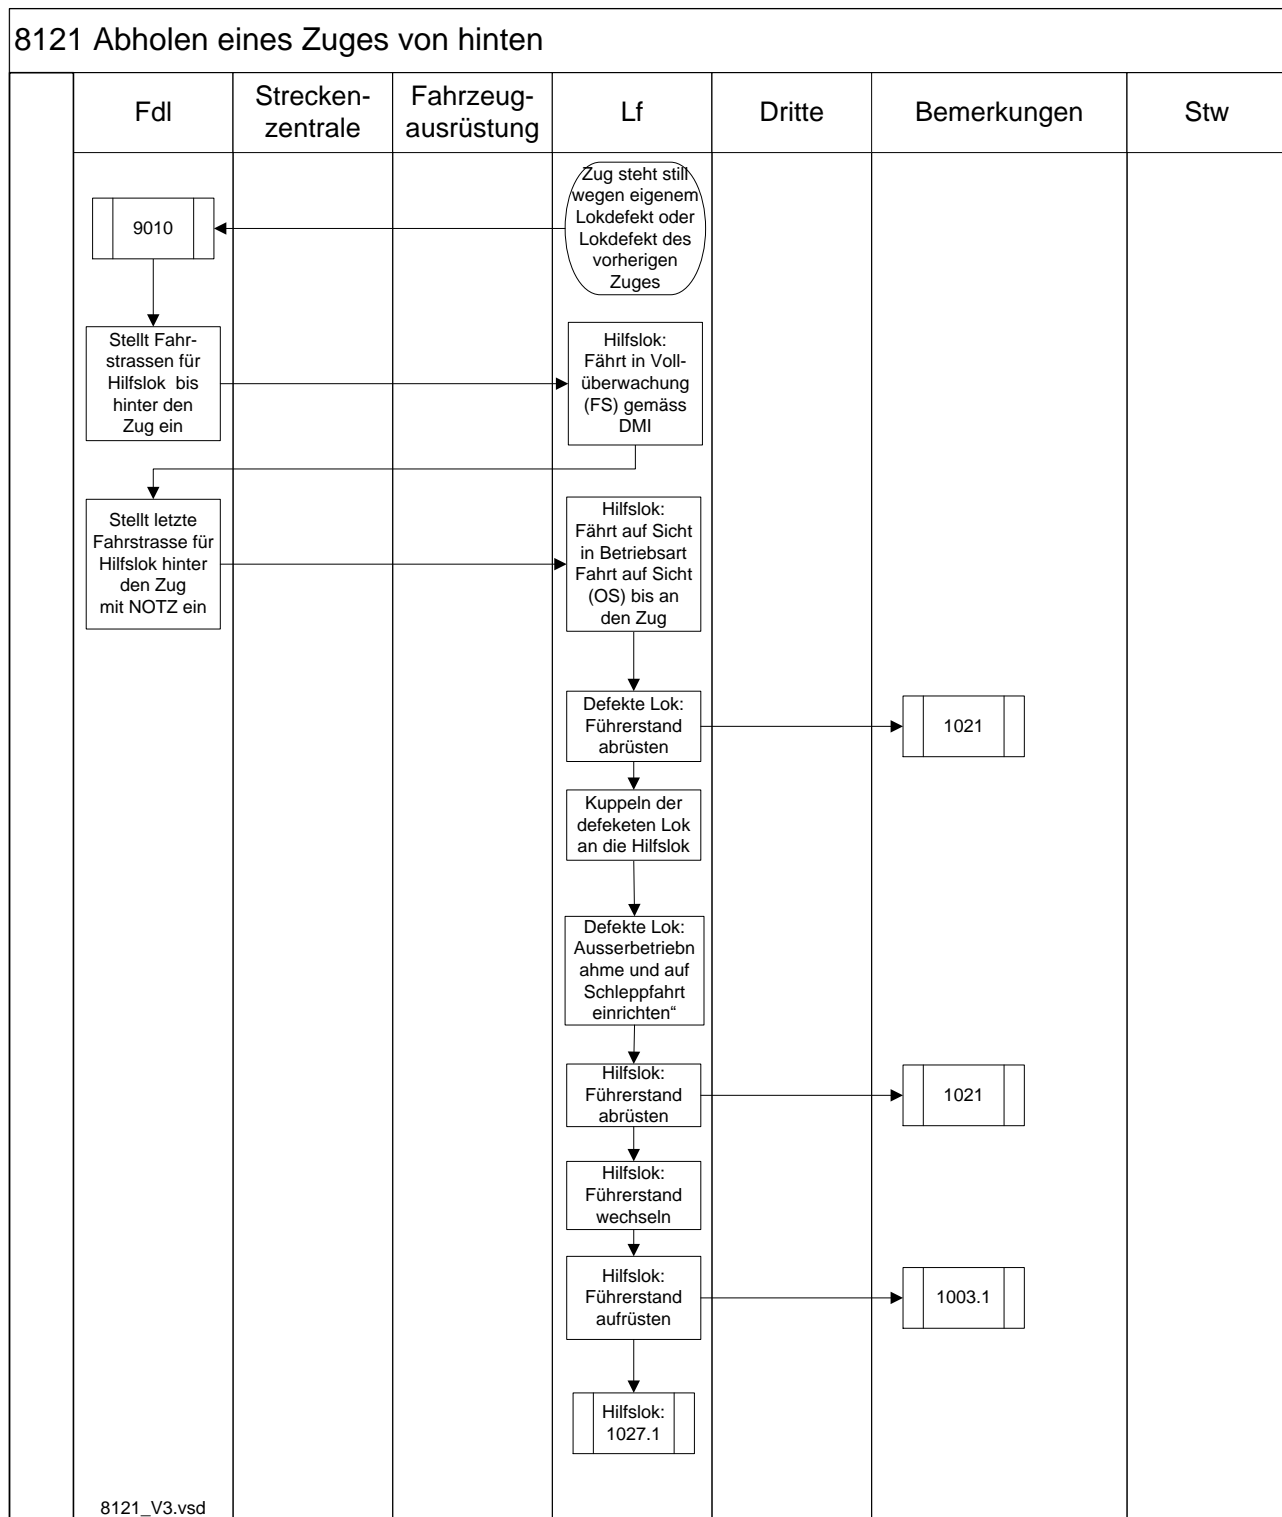 8121 Abholen eines Zuges von hinten
Fdl
Strecken-
zentrale
Fahrzeug-
ausrüstung
Lf
Dritte
Bemerkungen
Stw
Zug steht still
wegen eigenem
Lokdefekt oder
Lokdefekt des
vorherigen
Zuges
9010
Stellt Fahr-
strassen für
Hilfslok bis
hinter den
Zug ein
Hilfslok:
Fährt in Voll-
überwachung
(FS) gemäss
DMI
Stellt letzte
Fahrstrasse für
Hilfslok hinter
den Zug
mit NOTZ ein
Hilfslok:
Fährt auf Sicht
in Betriebsart
Fahrt auf Sicht
(OS) bis an
den Zug
Defekte Lok:
Führerstand
abrüsten
1021
Kuppeln der
defeketen Lok
an die Hilfslok
Defekte Lok:
Ausserbetriebn
ahme und auf
Schleppfahrt
einrichten“
Hilfslok:
Führerstand
abrüsten
1021
Hilfslok:
Führerstand
wechseln
Hilfslok:
Führerstand
aufrüsten
1003.1
Hilfslok:
1027.1
8121_V3.vsd